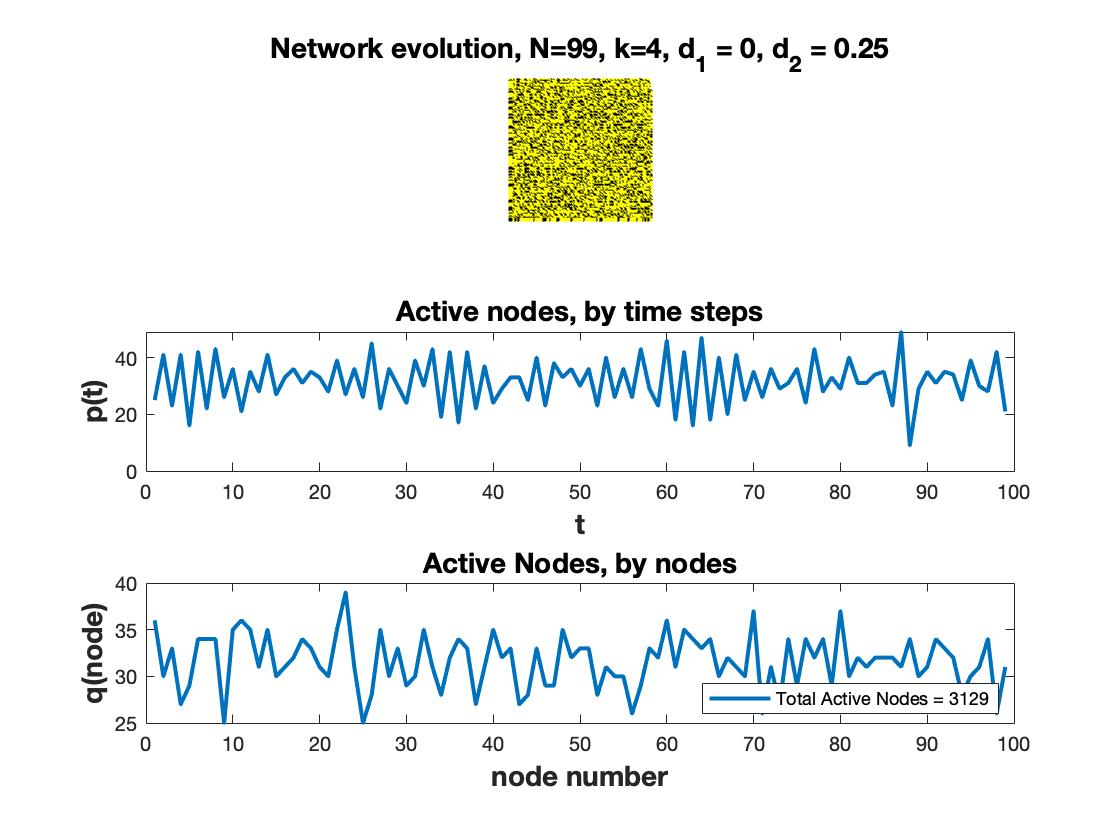 Network evolution, N=99, k=4, d1 = 0, d2 = 0.25
Active nodes, by time steps
p(t)
40
20
0
0 10 20 30 40 50 60 70 80 90 100
t
Active Nodes, by nodes
q(node)
40
35
30
25
Total Active Nodes = 3129
0 10 20 30 40 50 60 70 80 90 100
node number